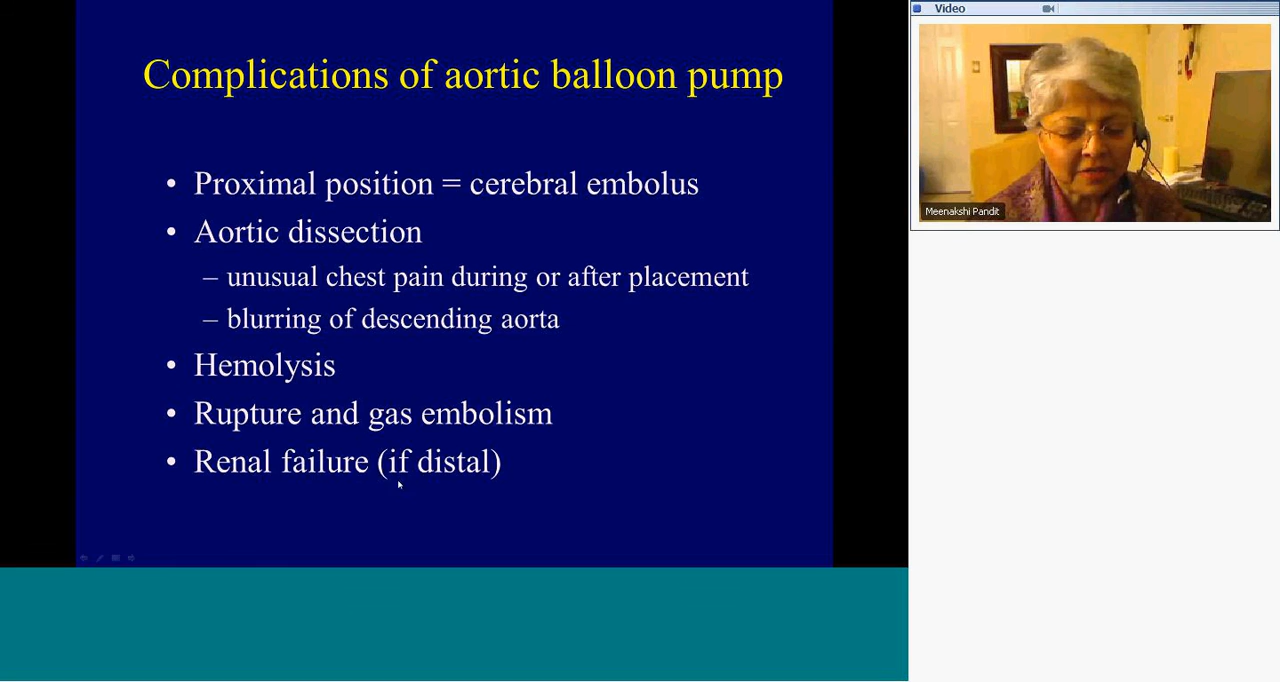 Complications of aortic balloon pump
• Proximal position = cerebral embolus
• Aortic dissection
– unusual chest pain during or after placement
– blurring of descending aorta
• Hemolysis
• Rupture and gas embolism
• Renal failure (if distal)
Video
Meenakshi Pandit